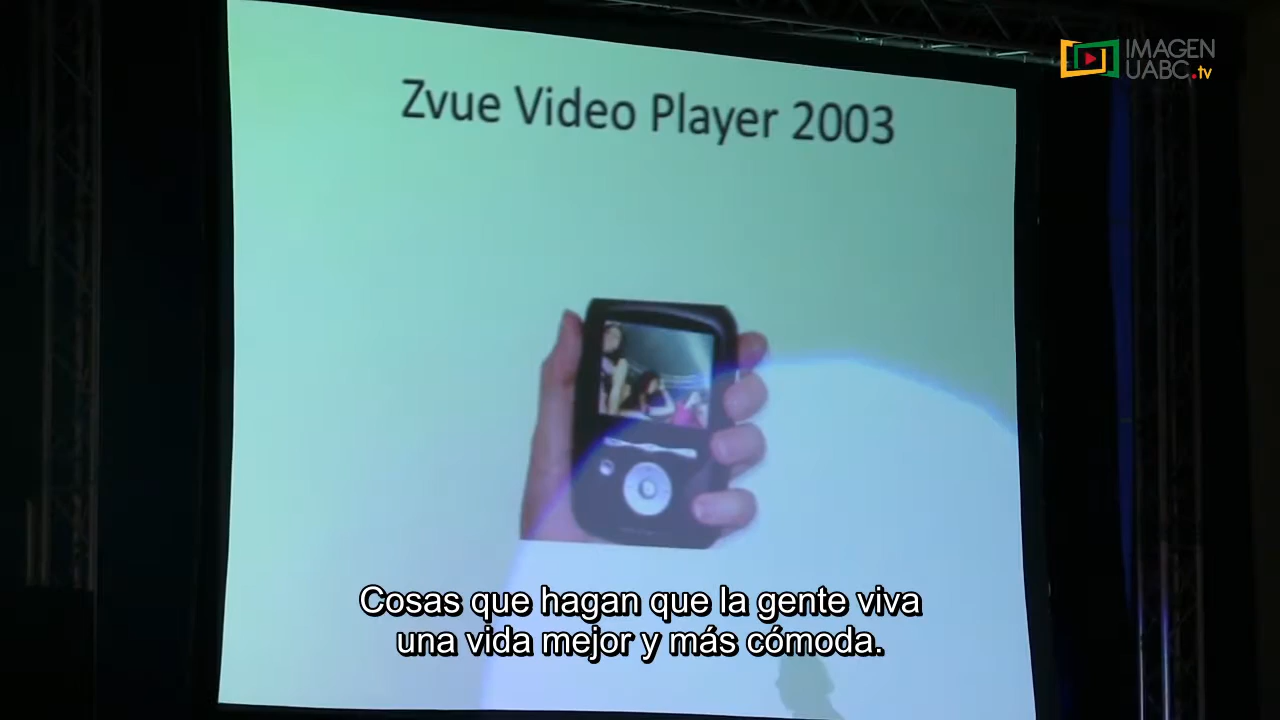 IMAGEN
UABC.tv
Zvue Video Player 2003
Cosas que hagan que la gente viva
una vida mejor y más cómoda.